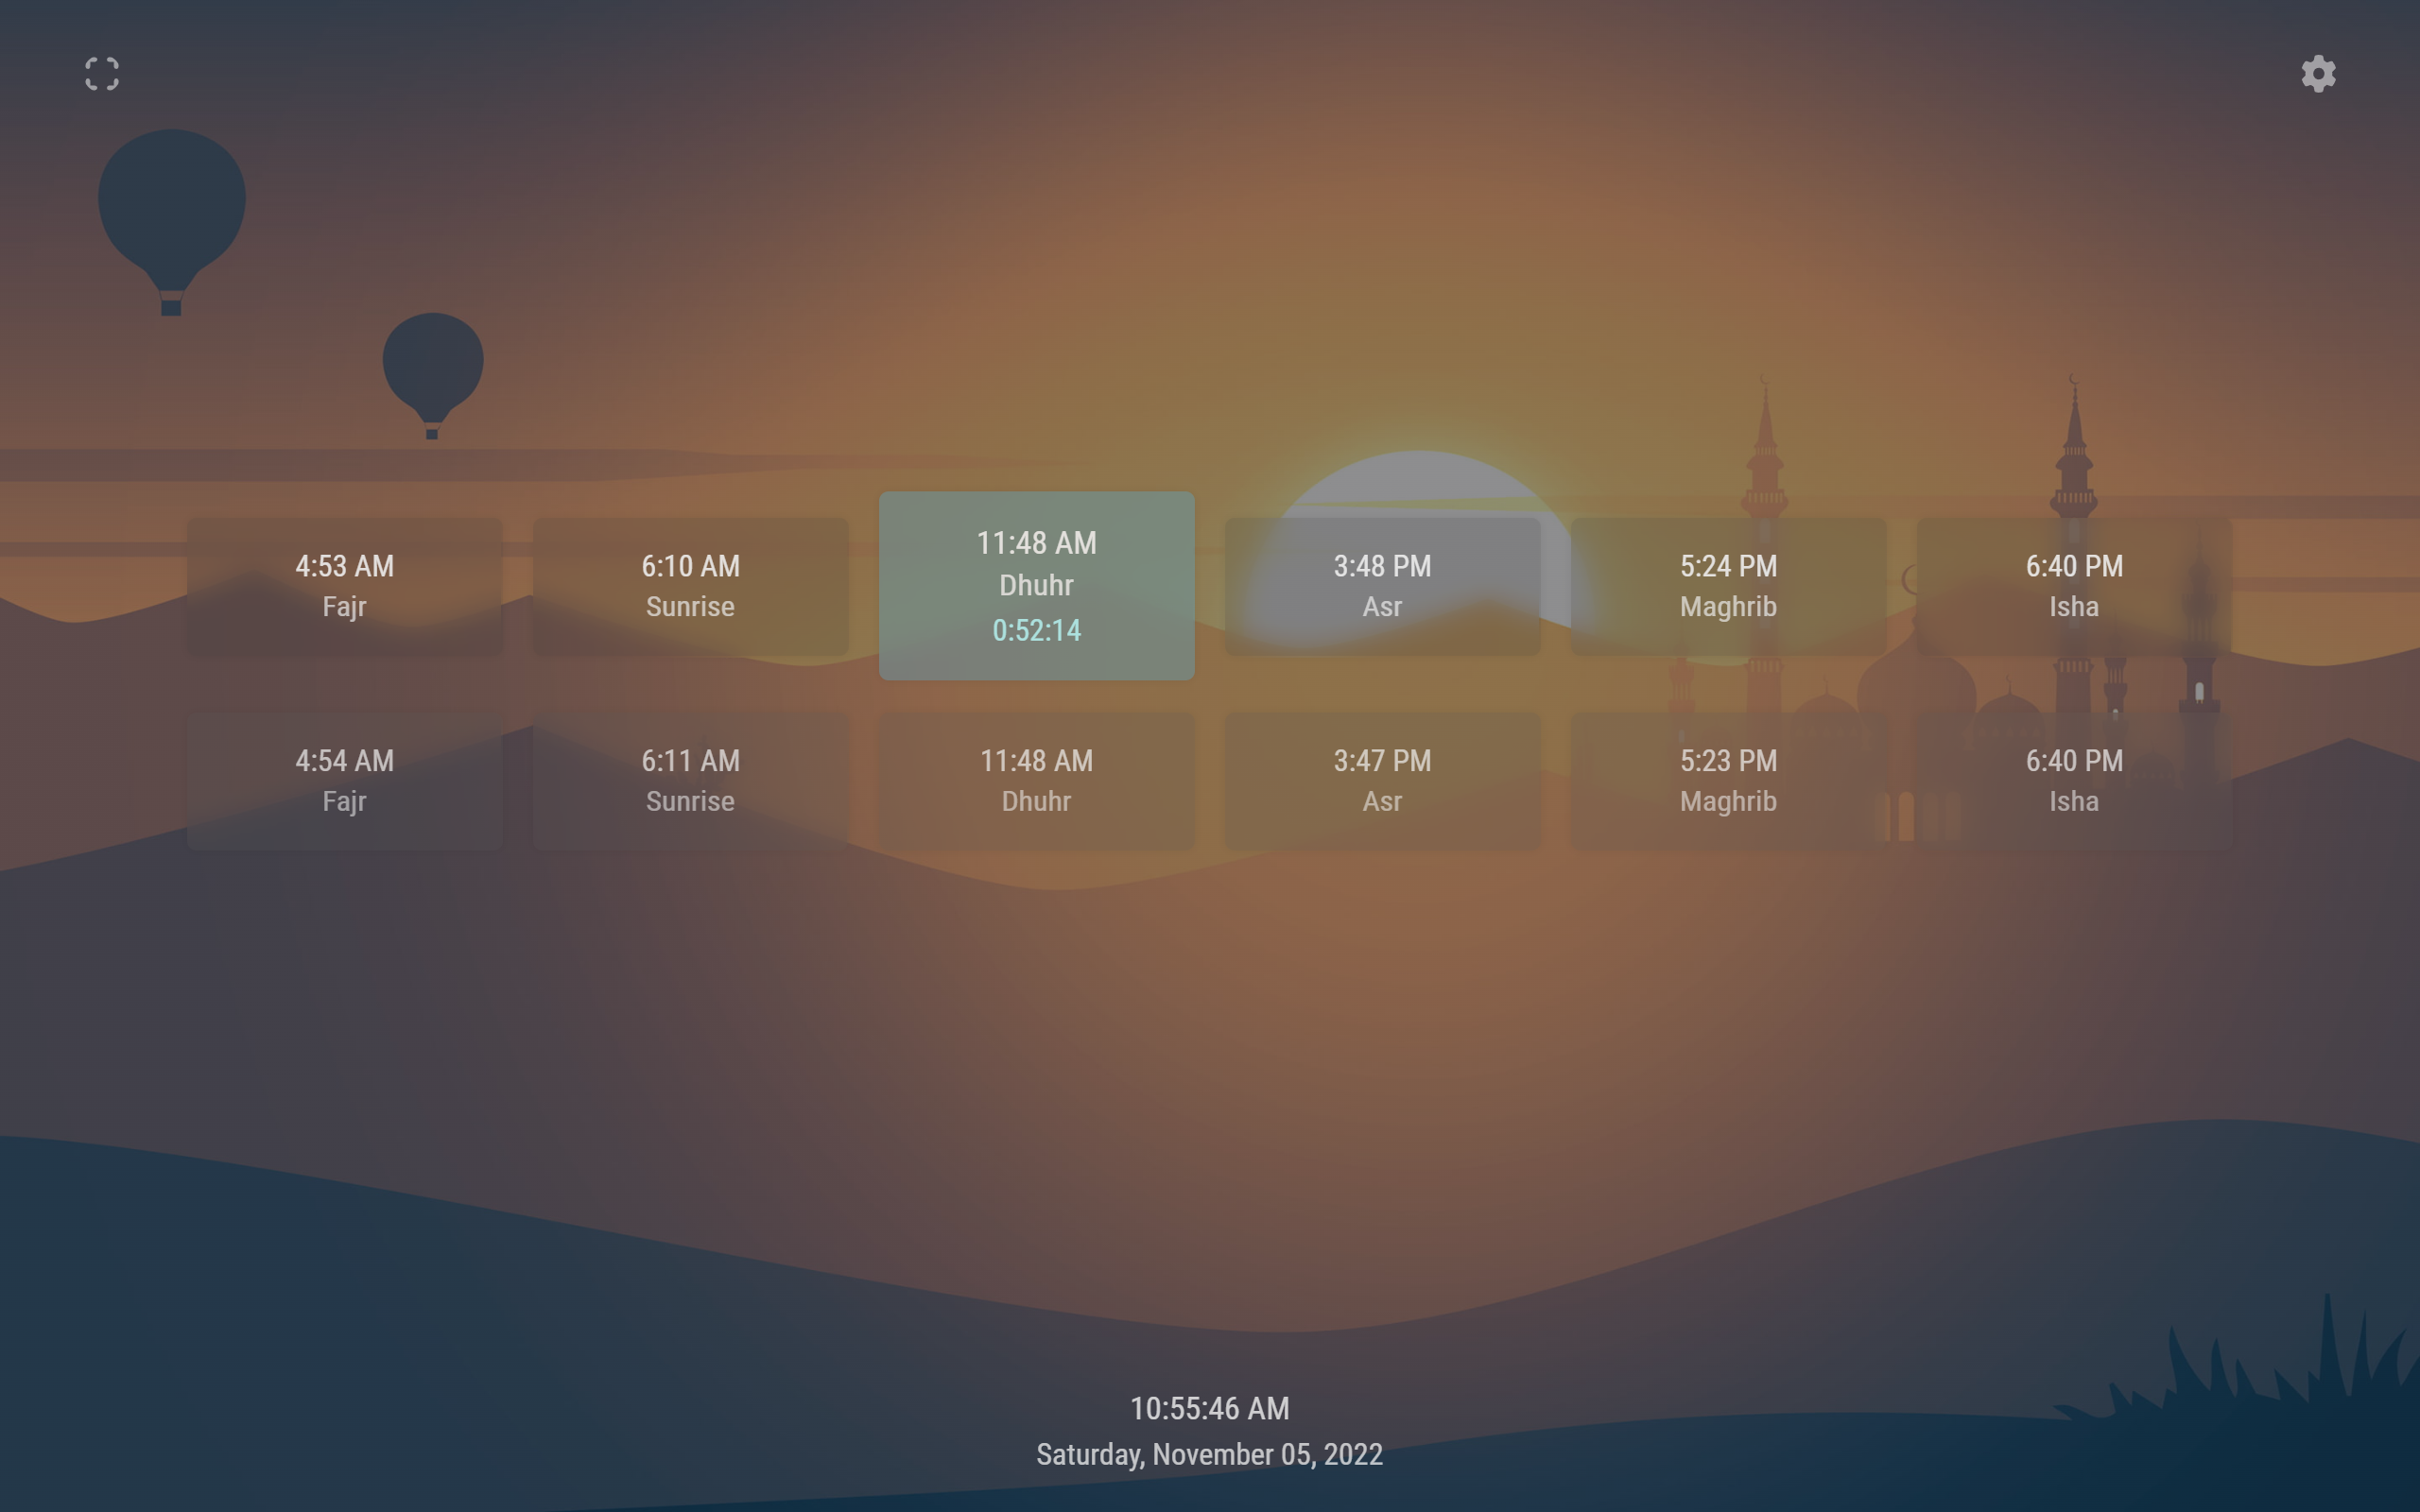 4:53 AM
Fajr
6:10 AM
Sunrise
11:48 AM
Dhuhr
0:52:14
3:48 PM
Asr
5:24 PM
Maghrib
6:40 PM
Isha
4:54 AM
Fajr
6:11 AM
Sunrise
11:48 AM
Dhuhr
3:47 PM
Asr
5:23 PM
Maghrib
6:40 PM
Isha
10:55:46 AM
Saturday, November 05, 2022